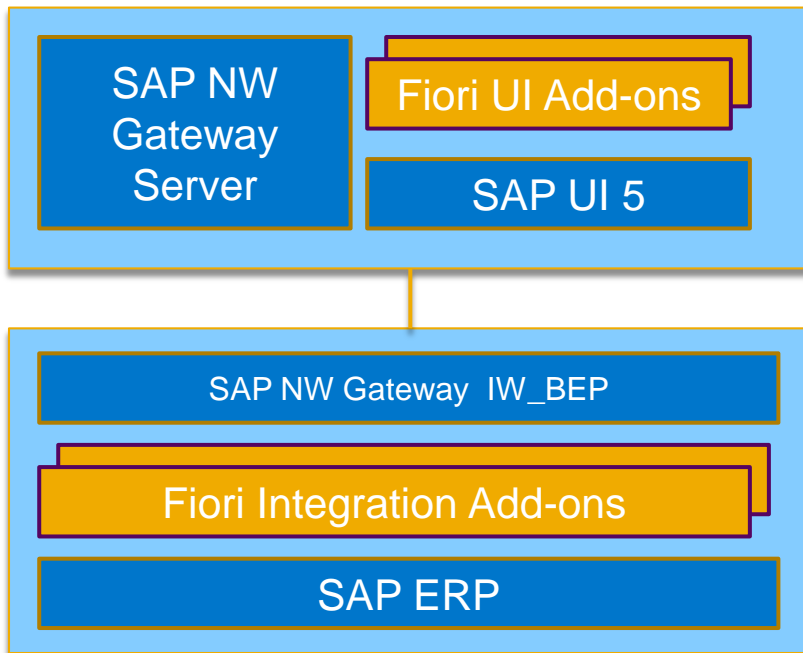 SAP NW
Gateway
Server
Fiori UI Add-ons
SAP UI 5
SAP NW Gateway IW_BEP
Fiori Integration Add-ons
SAP ERP